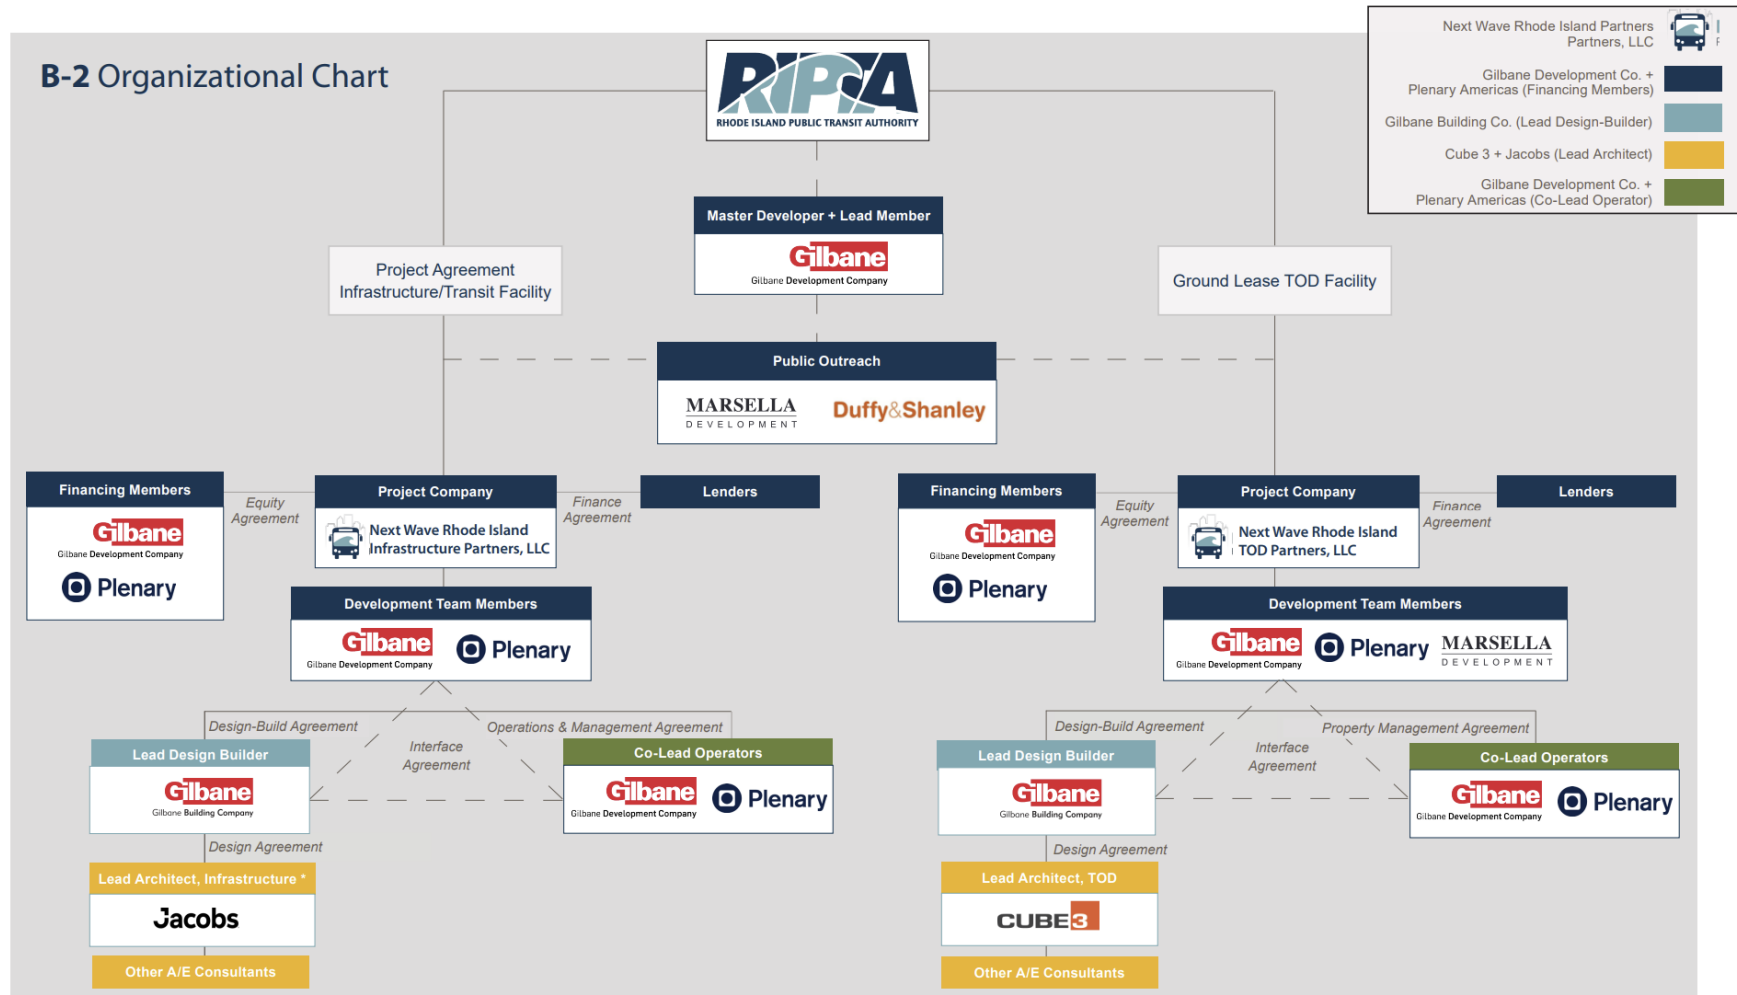 Next Wave Rhode Island Partners
Partners, LLC
Gilbane Development Co. +
Plenary Americas (Financing Members)
Gilbane Building Co. (Lead Design-Builder)
Cube 3 + Jacobs (Lead Architect)
Gilbane Development Co. +
Plenary Americas (Co-Lead Operator)
B-2 Organizational Chart
RIPTA
RHODE ISLAND PUBLIC TRANSIT AUTHORITY
Master Developer + Lead Member
Gilbane
Gilbane Development Company
Project Agreement
Infrastructure/Transit Facility
Ground Lease TOD Facility
Public Outreach
MARSELLA
DEVELOPMENT
Duffy&Shanley
Financing Members
Gilbane
Gilbane Development Company
Plenary
Equity
Agreement
Project Company
Next Wave Rhode Island
Infrastructure Partners, LLC
Finance
Agreement
Lenders
Development Team Members
Gilbane
Gilbane Development Company
Plenary
Design-Build Agreement
Operations & Management Agreement
Interface
Agreement
Lead Design Builder
Gilbane
Gilbane Building Company
Co-Lead Operators
Gilbane
Gilbane Development Company
Plenary
Design Agreement
Lead Architect, Infrastructure *
Jacobs
Other A/E Consultants
Financing Members
Gilbane
Gilbane Development Company
Plenary
Equity
Agreement
Project Company
Next Wave Rhode Island
TOD Partners, LLC
Finance
Agreement
Lenders
Development Team Members
Gilbane
Gilbane Development Company
Plenary
MARSELLA
DEVELOPMENT
Design-Build Agreement
Property Management Agreement
Interface
Agreement
Lead Design Builder
Gilbane
Gilbane Building Company
Co-Lead Operators
Gilbane
Gilbane Development Company
Plenary
Design Agreement
Lead Architect, TOD
CUBE 3
Other A/E Consultants